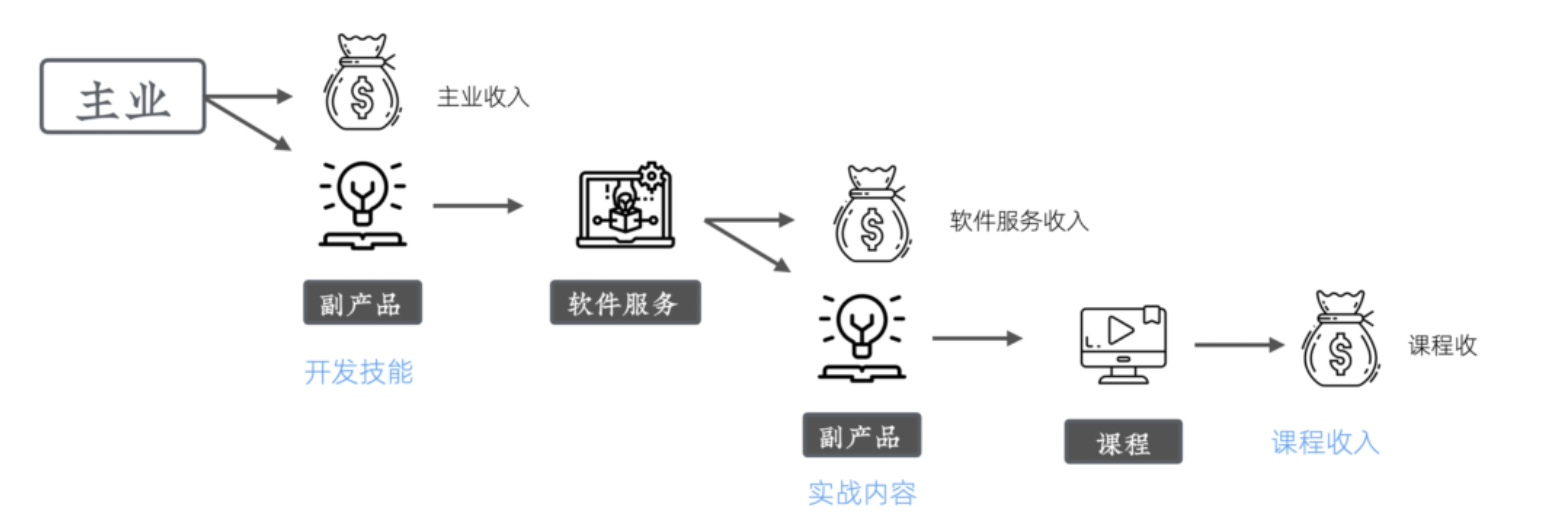 主业
主业收入
副产品
开发技能
软件服务
软件服务收入
副产品
实战内容
课程
课程收
课程收入